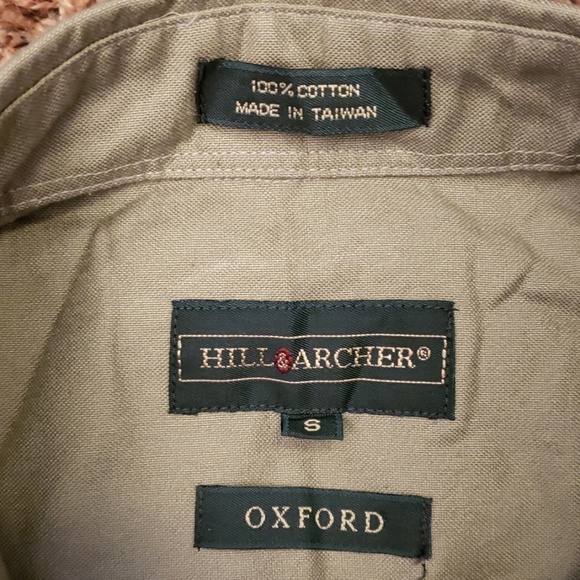 100% COTTON
MADE IN TAIWAN
HILL & ARCHER®
S
OXFORD